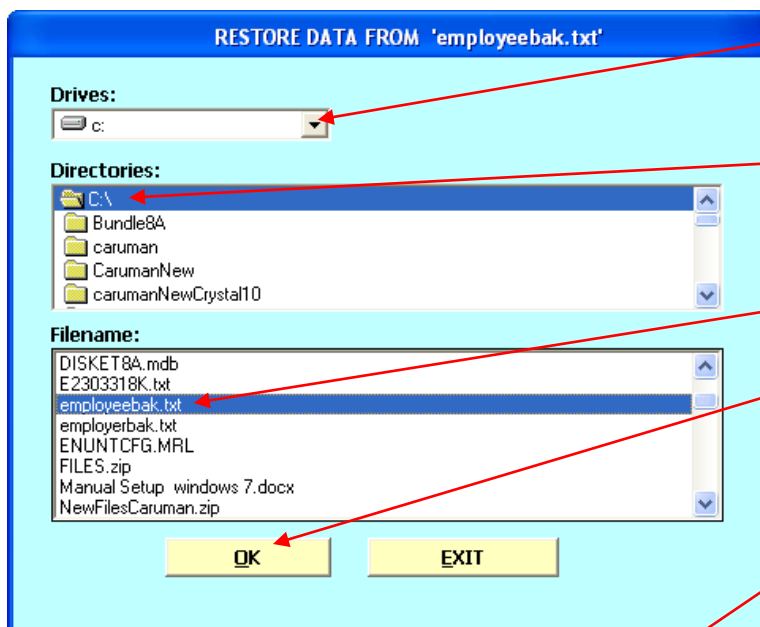 RESTORE DATA FROM 'employeebak.txt'
Drives:
c:
Directories:
C:\
Bundle8A
caruman
CarumanNew
carumanNewCrystal10
Filename:
DISKET8A.mdb
E2303318K.txt
employeebak.txt
employerbak.txt
ENUNTCFG.MRL
FILES.zip
Manual Setup windows 7.docx
NewFilesCaruman.zip
OK EXIT